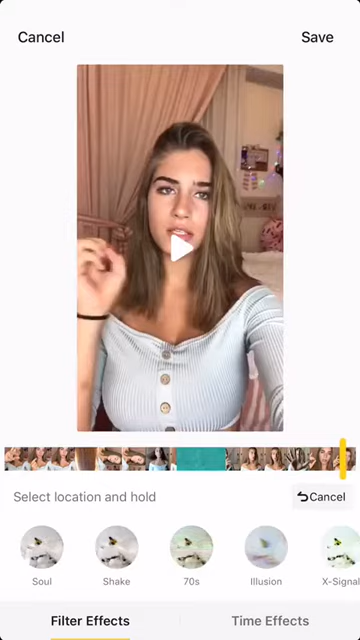 Cancel
Save
Select location and hold
Cancel
Soul
Shake
70s
Illusion
X-Signal
Filter Effects
Time Effects